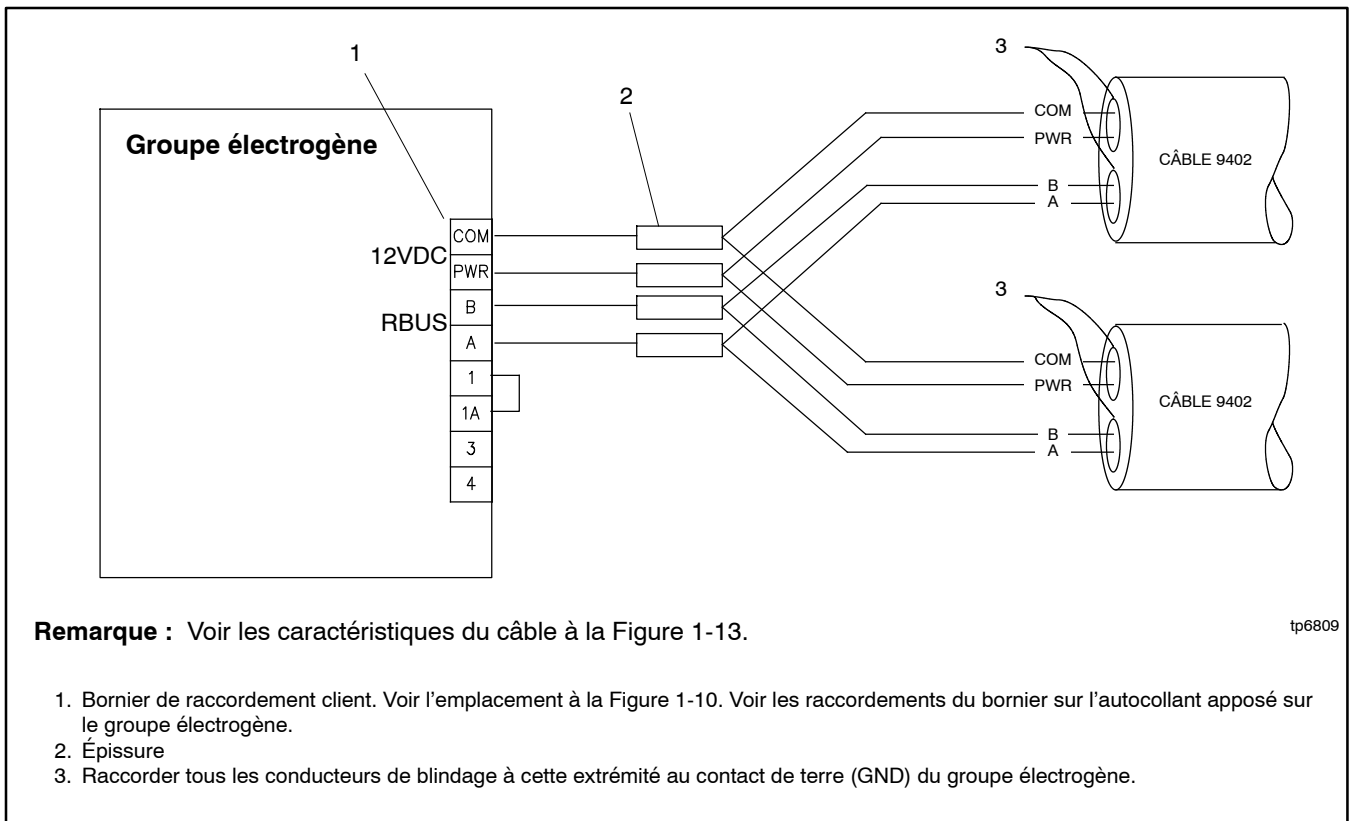 1
Groupe électrogène
12VDC
RBUS
COM
PWR
B
A
1
1A
3
4
2
3
COM
PWR
B
A
CÂBLE 9402
3
COM
PWR
B
A
CÂBLE 9402
Remarque : Voir les caractéristiques du câble à la Figure 1-13.
tp6809
1. Bornier de raccordement client. Voir l’emplacement à la Figure 1-10. Voir les raccordements du bornier sur l’autocollant apposé sur
le groupe électrogène.
2. Épissure
3. Raccorder tous les conducteurs de blindage à cette extrémité au contact de terre (GND) du groupe électrogène.